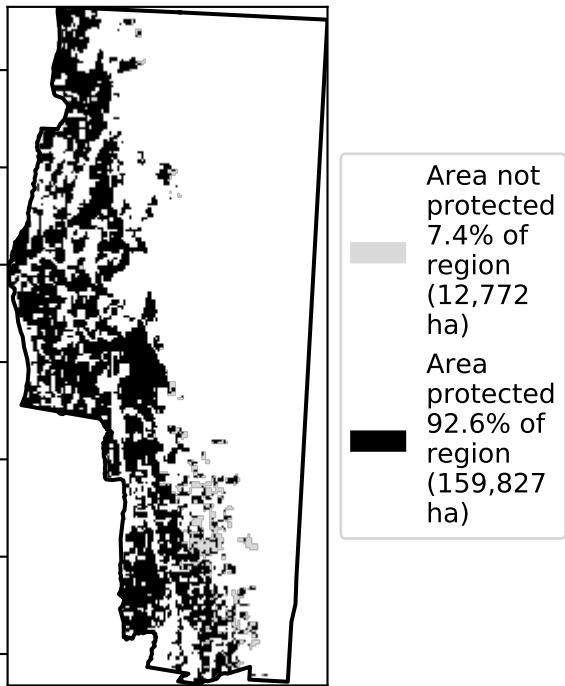 Area not
protected
7.4% of
region
(12,772
ha)
Area
protected
92.6% of
region
(159,827
ha)